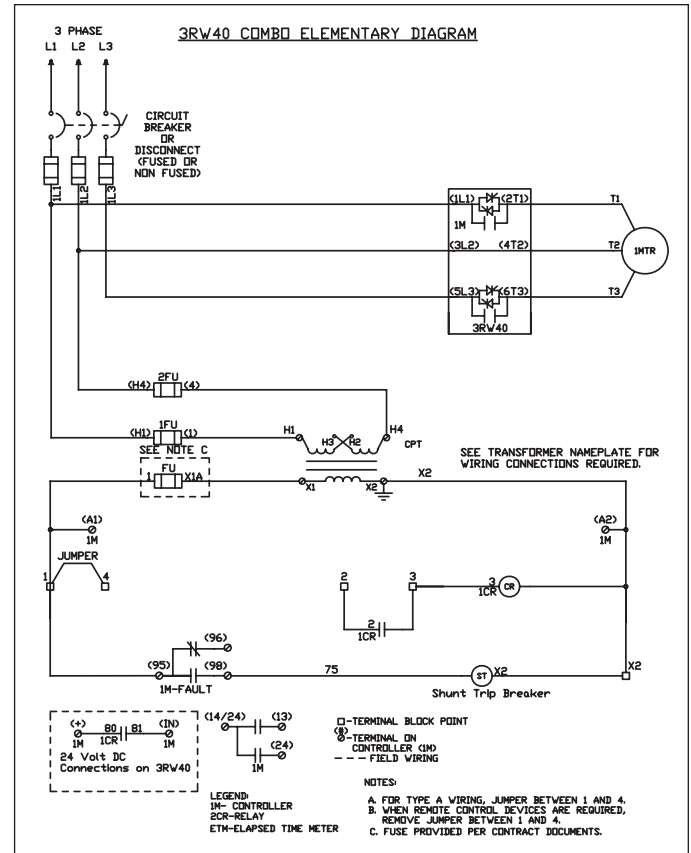 3RW40 COMBO ELEMENTARY DIAGRAM
3 PHASE
L1 L2 L3
CIRCUIT
BREAKER
OR
DISCONNECT
(FUSED OR
NON FUSED)
1L1
1L2
1L3
(1L1) (2T1)
1M
T1
(3L2) (4T2)
T2
1MTR
(5L3) (6T3)
T3
3RW40
2FU
(H4) (4)
1FU
(H1) (1)
H1 H3 H2 H4
CPT
SEE NOTE C
FU
1 X1A
X1 X2
X2
SEE TRANSFORMER NAMEPLATE FOR
WIRING CONNECTIONS REQUIRED.
(A1)
1M
(A2)
1M
JUMPER
1 4
2 3
3
1CR
CR
2
1CR
(96)
(95) (98)
1M-FAULT
75
ST
X2
X2
Shunt Trip Breaker
(+) 80 81 (IN)
1M 1CR 1M
24 Volt DC
Connections on 3RW40
(14/24) (13)
(24)
1M
□-TERMINAL BLOCK POINT
(#)
⌀-TERMINAL ON
CONTROLLER (1M)
---- FIELD WIRING
LEGEND:
1M- CONTROLLER
2CR-RELAY
ETM-ELAPSED TIME METER
NOTES:
A. FOR TYPE A WIRING, JUMPER BETWEEN 1 AND 4.
B. WHEN REMOTE CONTROL DEVICES ARE REQUIRED,
REMOVE JUMPER BETWEEN 1 AND 4.
C. FUSE PROVIDED PER CONTRACT DOCUMENTS.